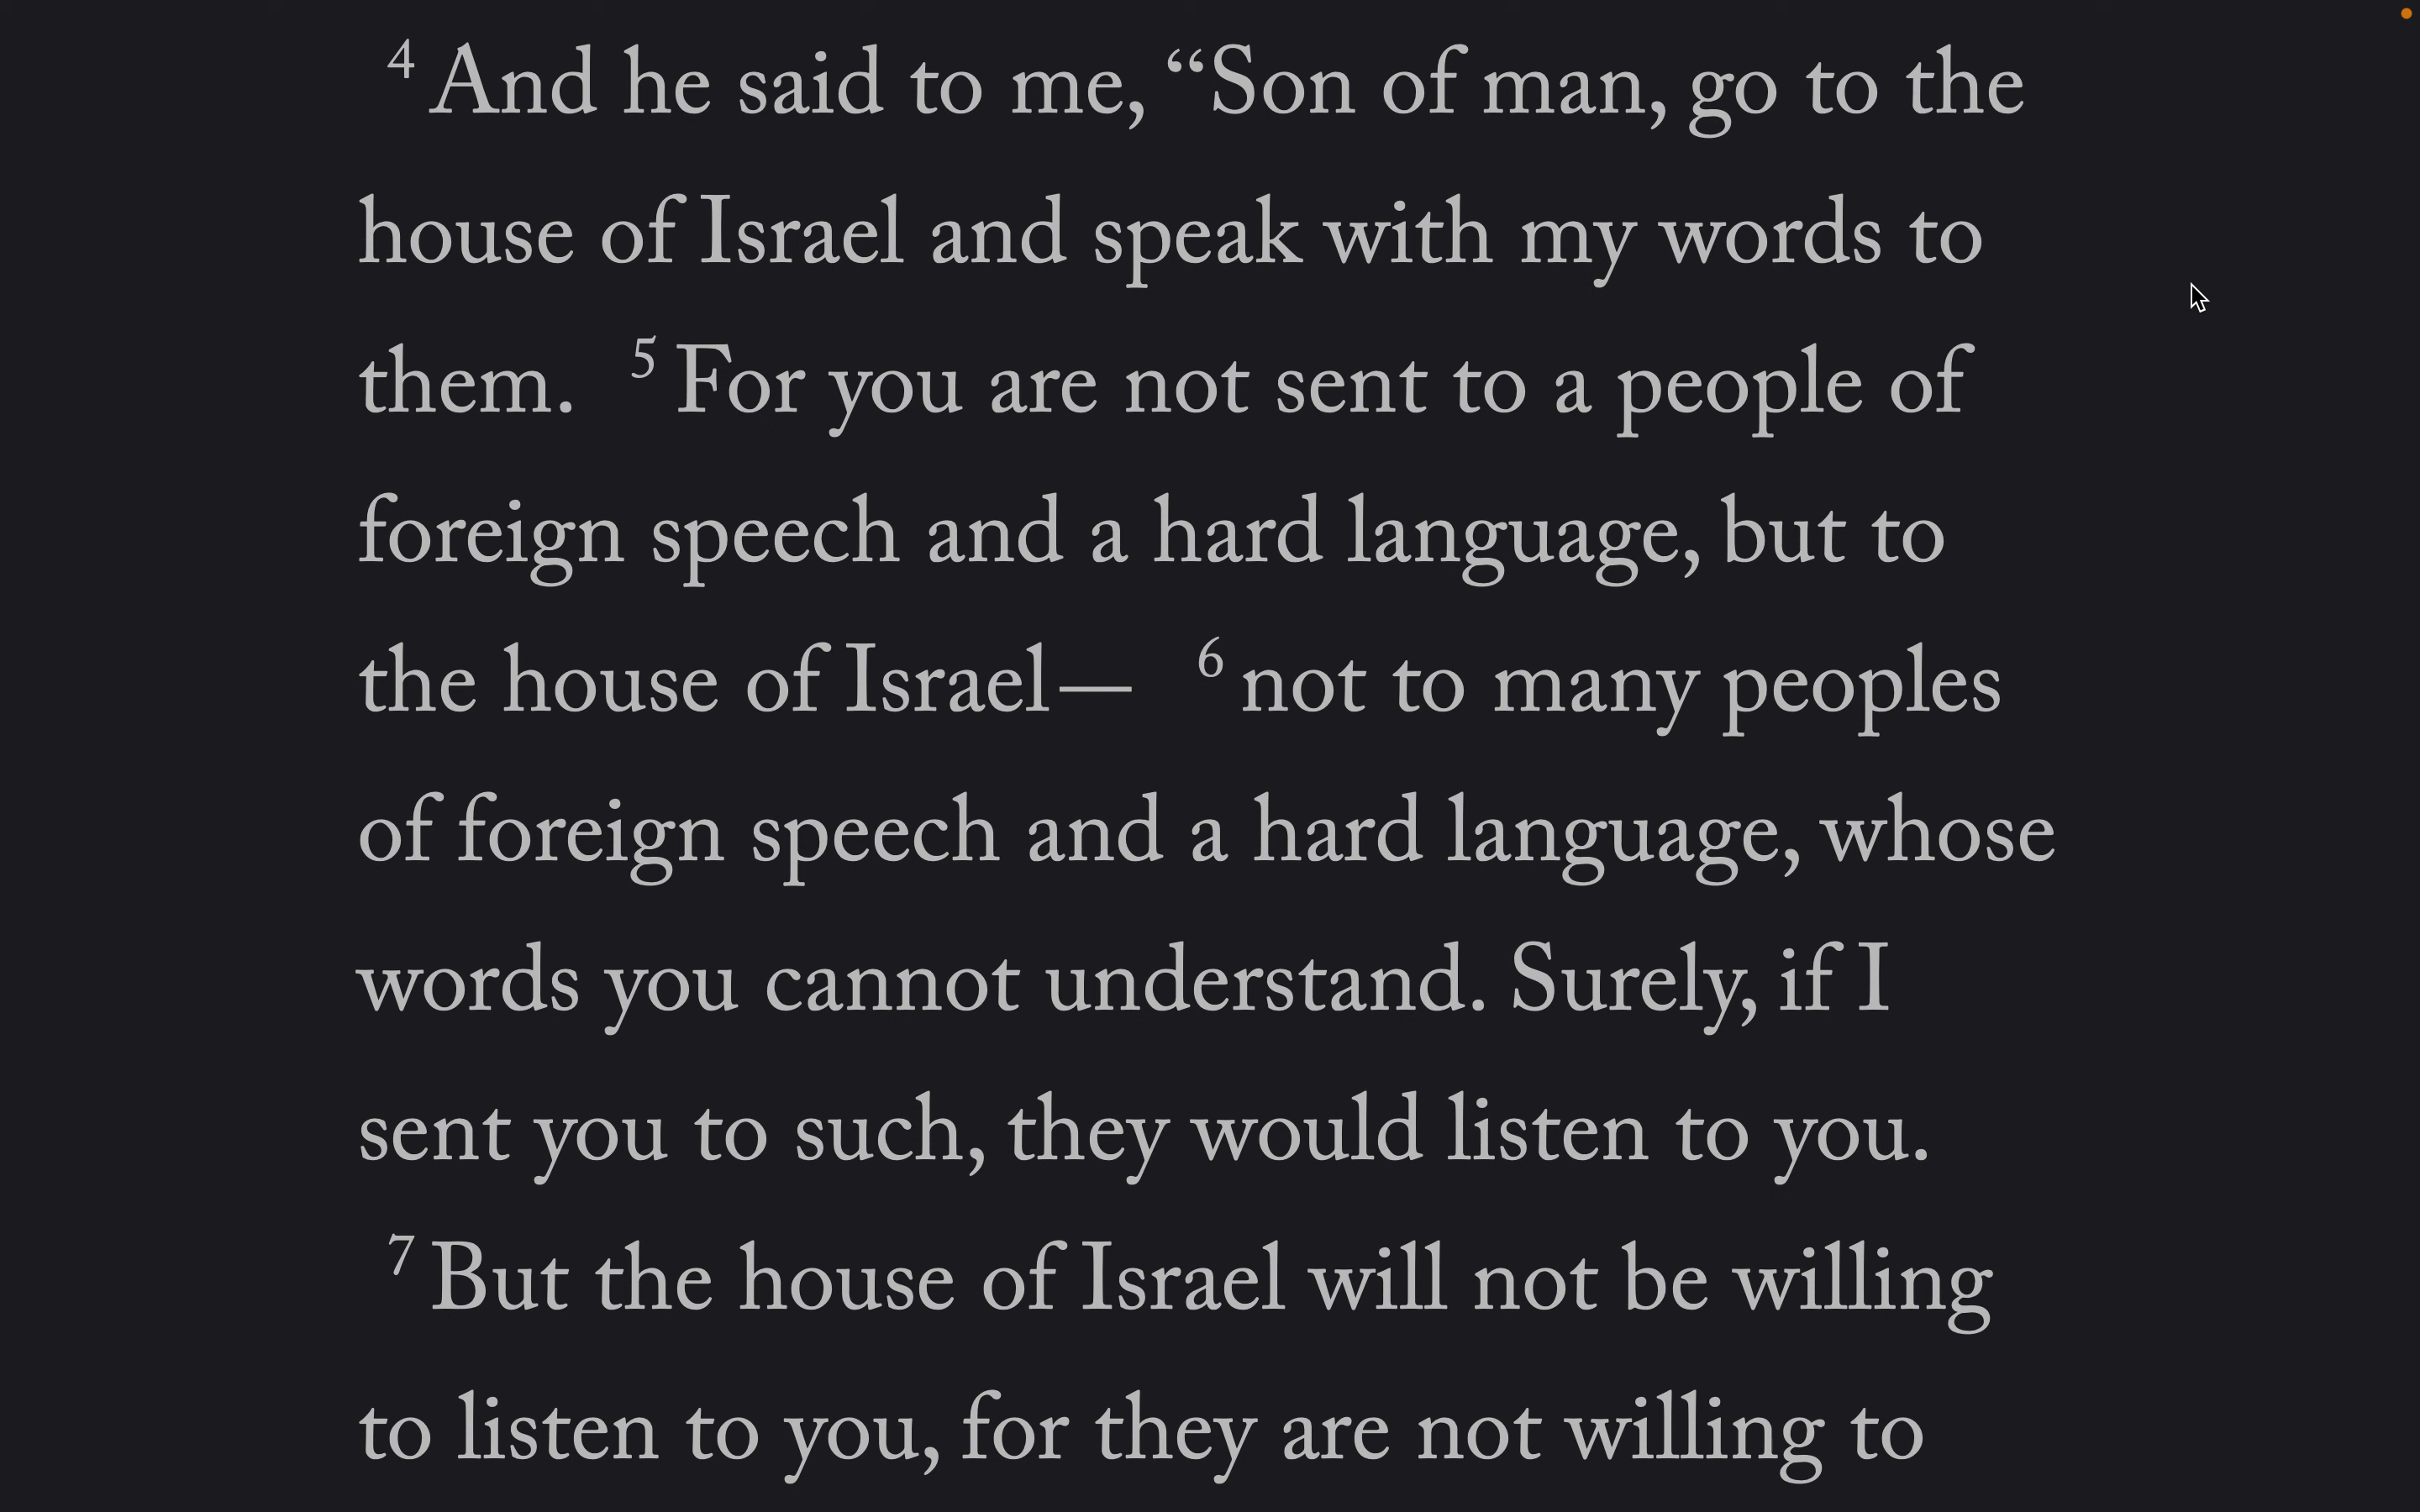 4 And he said to me, “Son of man, go to the
house of Israel and speak with my words to
them. 5 For you are not sent to a people of
foreign speech and a hard language, but to
the house of Israel— 6 not to many peoples
of foreign speech and a hard language, whose
words you cannot understand. Surely, if I
sent you to such, they would listen to you.
7 But the house of Israel will not be willing
to listen to you, for they are not willing to